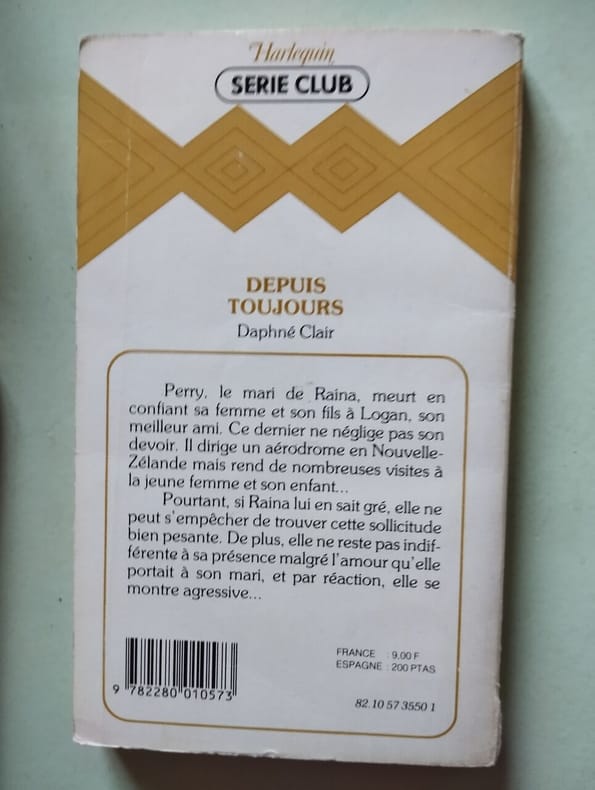 Harlequin
SERIE CLUB
DEPUIS
TOUJOURS
Daphné Clair
Perry, le mari de Raina, meurt en
confiant sa femme et son fils à Logan, son
meilleur ami. Ce dernier ne néglige pas son
devoir. Il dirige un aérodrome en Nouvelle-
Zélande mais rend de nombreuses visites à
la jeune femme et son enfant...
Pourtant, si Raina lui en sait gré, elle ne
peut s'empêcher de trouver cette sollicitude
bien pesante. De plus, elle ne reste pas indif-
férente à sa présence malgré l'amour qu'elle
portait à son mari, et par réaction, elle se
montre agressive...
FRANCE : 9,00 F
ESPAGNE : 200 PTAS
9 782280 010573
82.10 57 3550 1